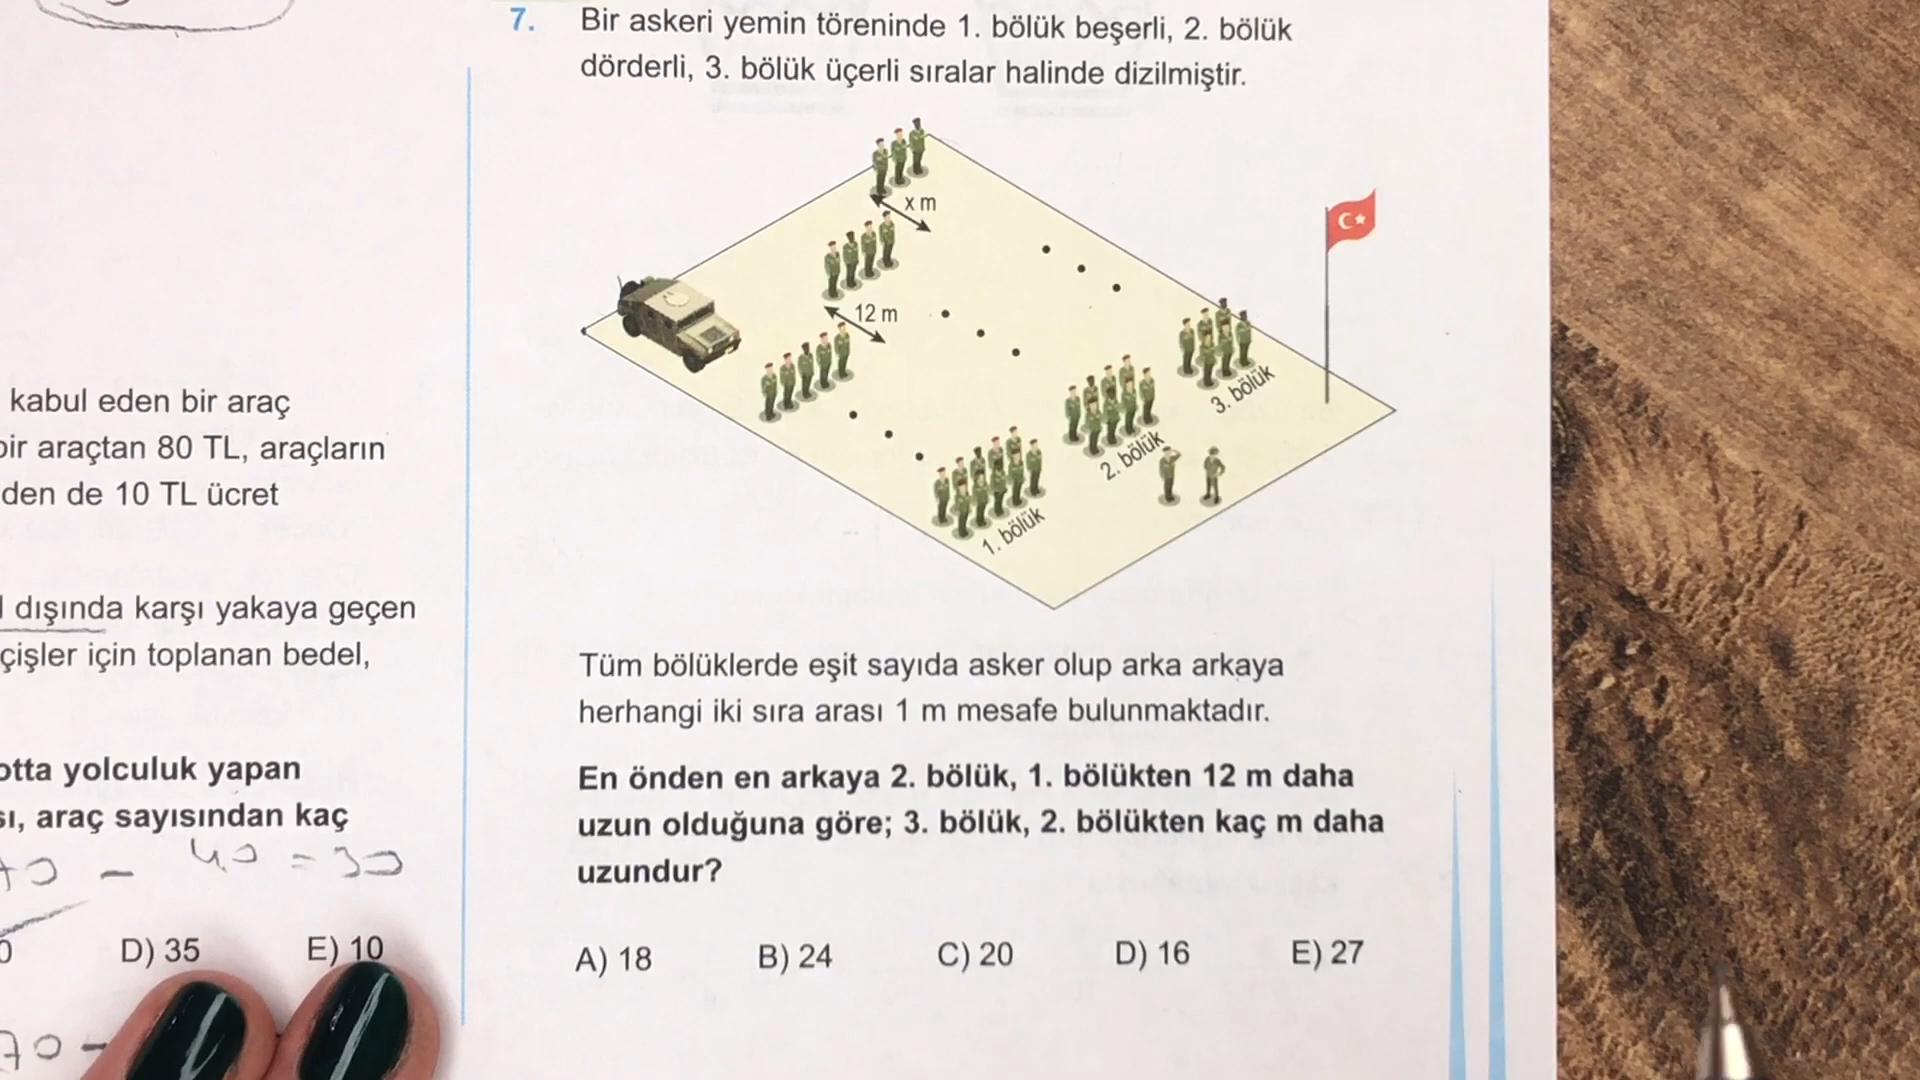 kabul eden bir araç
bir araçtan 80 TL, araçların
den de 10 TL ücret
dışında karşı yakaya geçen
çişler için toplanan bedel,
otta yolculuk yapan
sı, araç sayısından kaç
70 - 40 = 30
D) 35 E) 10
70 -
7. Bir askeri yemin töreninde 1. bölük beşerli, 2. bölük
dörderli, 3. bölük üçerli sıralar halinde dizilmiştir.
x m
12 m
3. bölük
2. bölük
1. bölük
Tüm bölüklerde eşit sayıda asker olup arka arkaya
herhangi iki sıra arası 1 m mesafe bulunmaktadır.
En önden en arkaya 2. bölük, 1. bölükten 12 m daha
uzun olduğuna göre; 3. bölük, 2. bölükten kaç m daha
uzundur?
A) 18 B) 24 C) 20 D) 16 E) 27